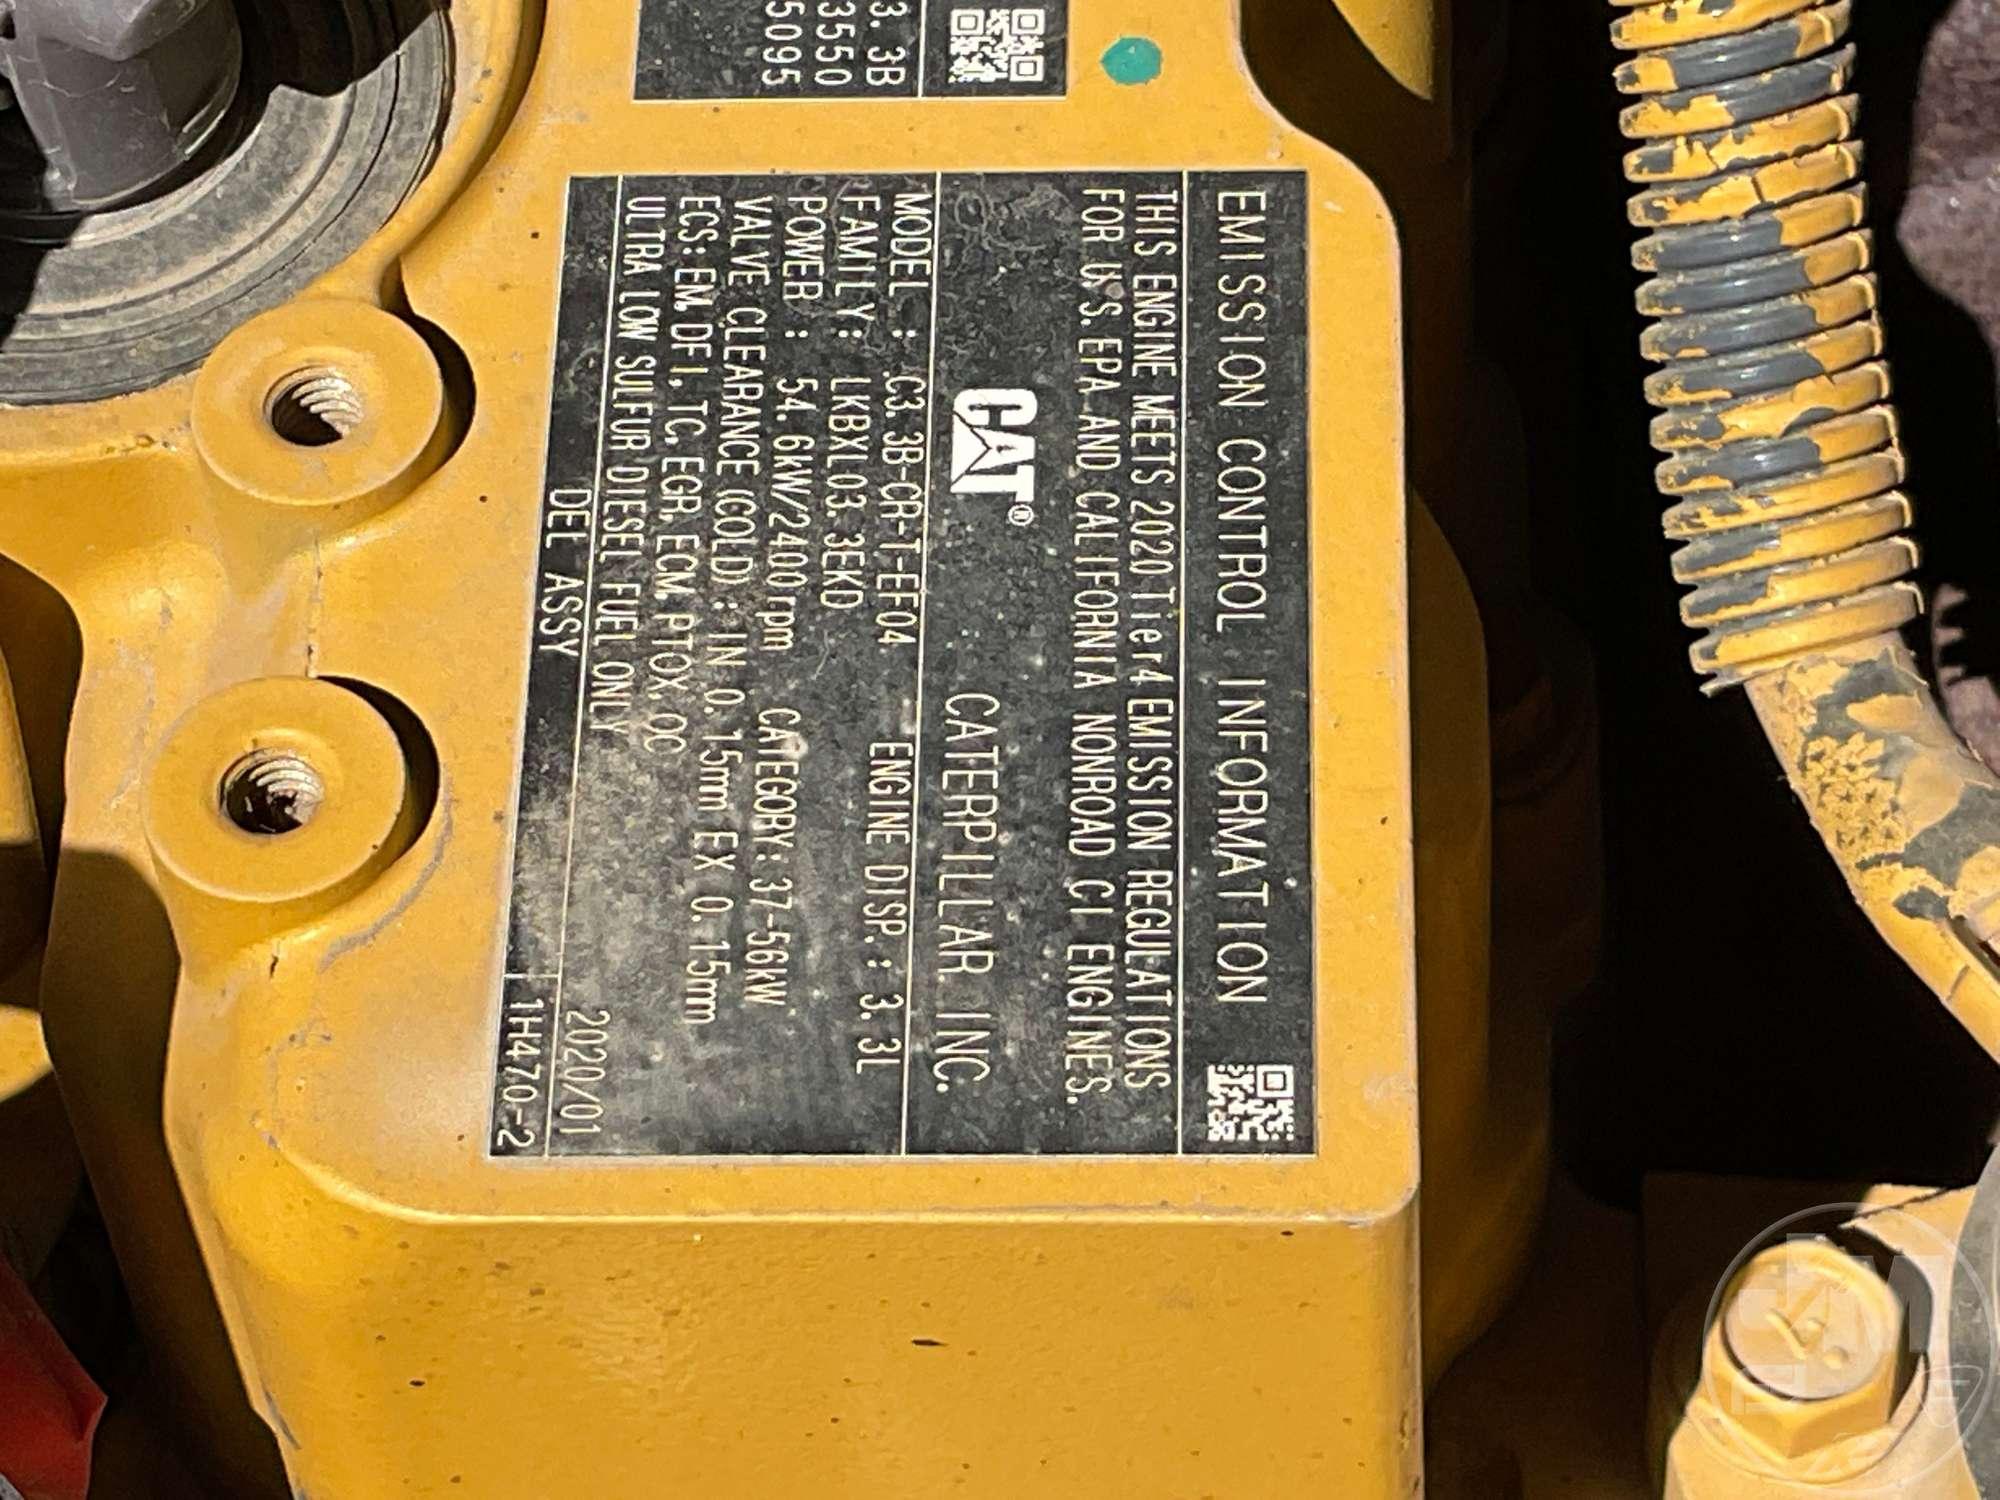 3.3B
3550
5095
EMISSION CONTROL INFORMATION
THIS ENGINE MEETS 2020 Tier4 EMISSION REGULATIONS
FOR U.S. EPA AND CALIFORNIA NONROAD CI ENGINES.
CAT® CATERPILLAR INC.
MODEL : C3.3B-CR-T-EF04 ENGINE DISP.: 3.3L
FAMILY: LKBXL03.3EKD
POWER : 54.6kW/2400rpm CATEGORY: 37-56kW
VALVE CLEARANCE (COLD): IN 0.15mm EX 0.15mm
ECS: EM, DFI, TC, EGR, ECM, PTOX, OC
ULTRA LOW SULFUR DIESEL FUEL ONLY 2020/01
DEL ASSY 1H470-2